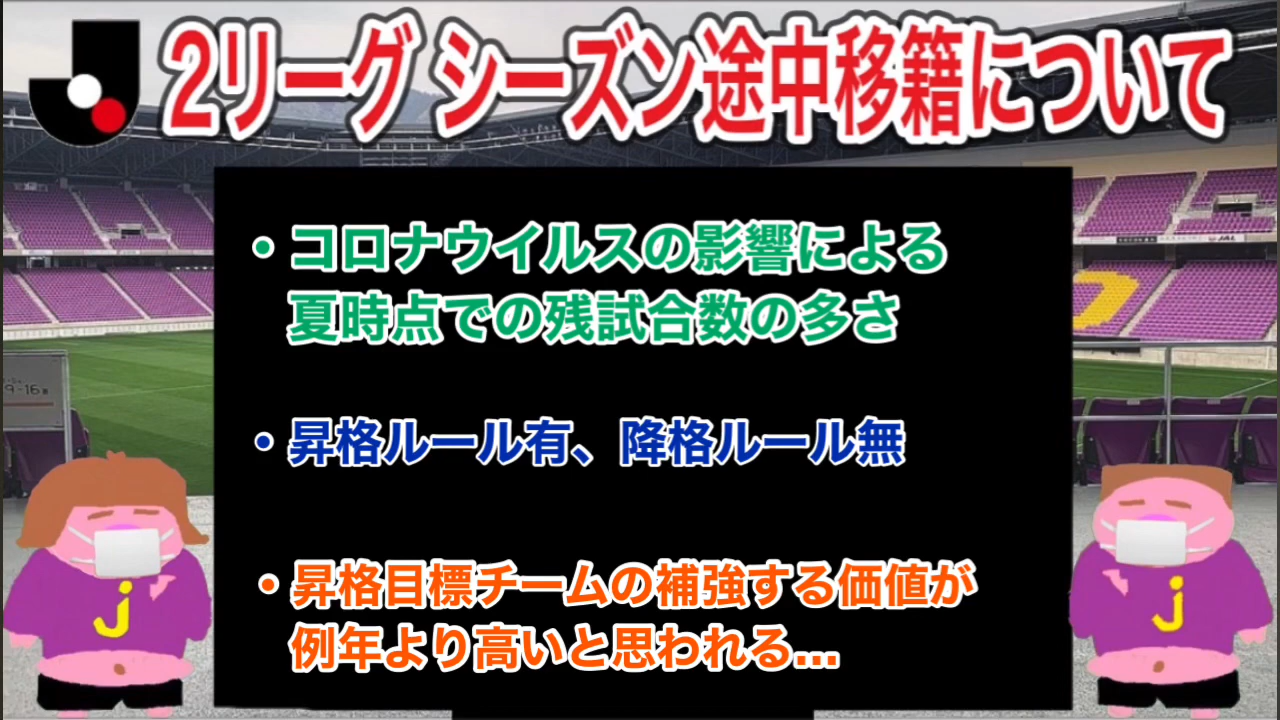 J2リーグ シーズン途中移籍について
・コロナウイルスの影響による
夏時点での残試合数の多さ
・昇格ルール有、降格ルール無
・昇格目標チームの補強する価値が
例年より高いと思われる...
9-16
J
J